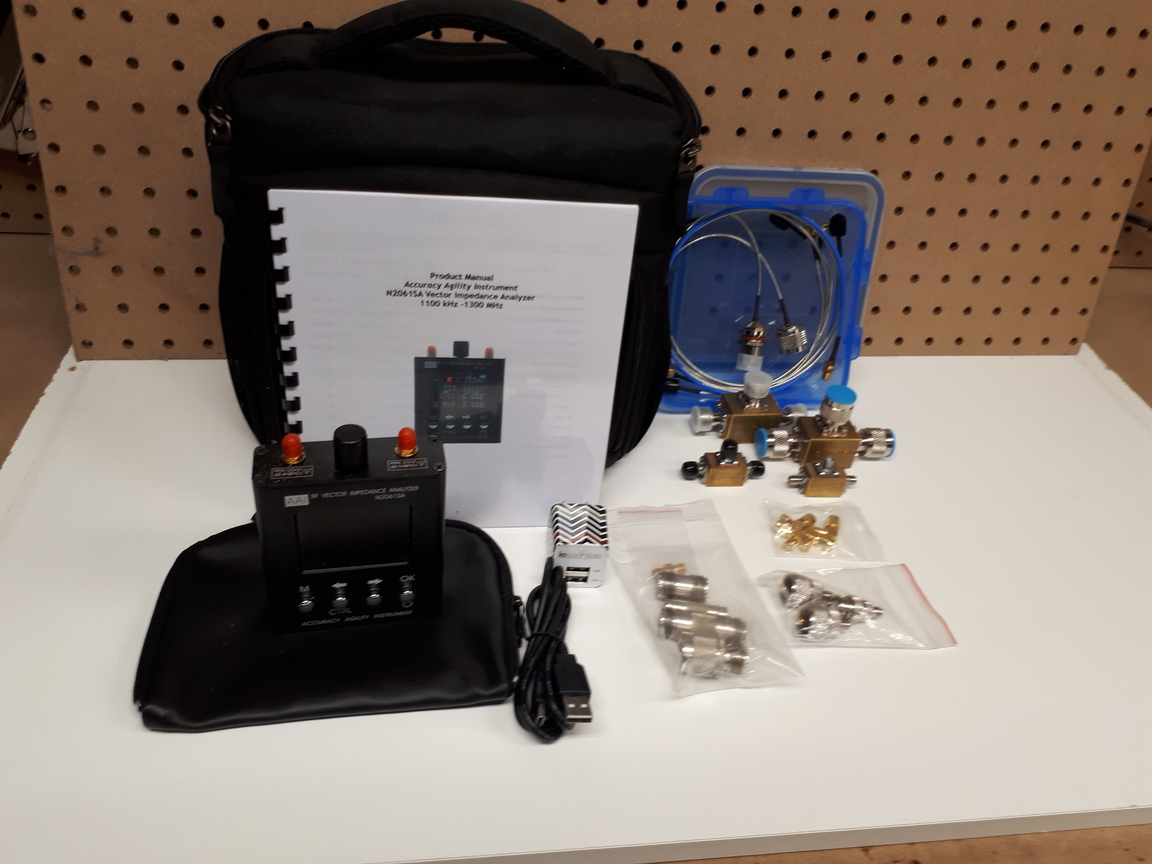 Product Manual
Accuracy Agility Instrument
N2061SA Vector Impedance Analyzer
1100 kHz -1300 MHz
AAI RF VECTOR IMPEDANCE ANALYZER
N2061SA
M
OK
CTRL
ACCURACY AGILITY INSTRUMENT